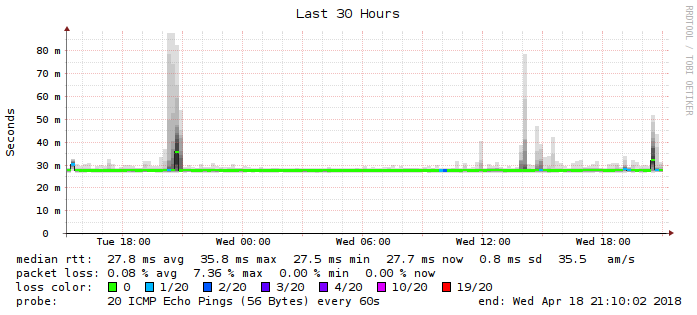 Last 30 Hours
RRDTOOL / TOBI OETIKER
Seconds
80 m
70 m
60 m
50 m
40 m
30 m
20 m
10 m
0
Tue 18:00 Wed 00:00 Wed 06:00 Wed 12:00 Wed 18:00
median rtt: 27.8 ms avg 35.8 ms max 27.5 ms min 27.7 ms now 0.8 ms sd 35.5 am/s
packet loss: 0.08 % avg 7.36 % max 0.00 % min 0.00 % now
loss color: 0 1/20 2/20 3/20 4/20 10/20 19/20
probe: 20 ICMP Echo Pings (56 Bytes) every 60s end: Wed Apr 18 21:10:02 2018